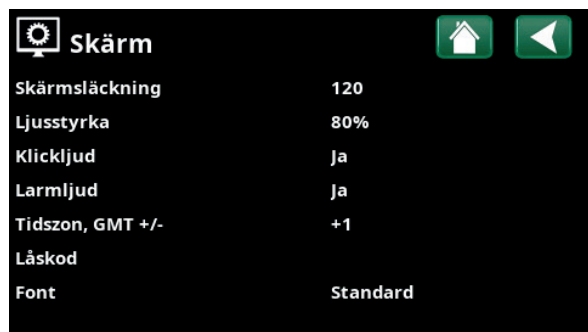 Skärm
Skärmsläckning 120
Ljusstyrka 80%
Klickljud Ja
Larmljud Ja
Tidszon, GMT +/- +1
Låskod
Font Standard